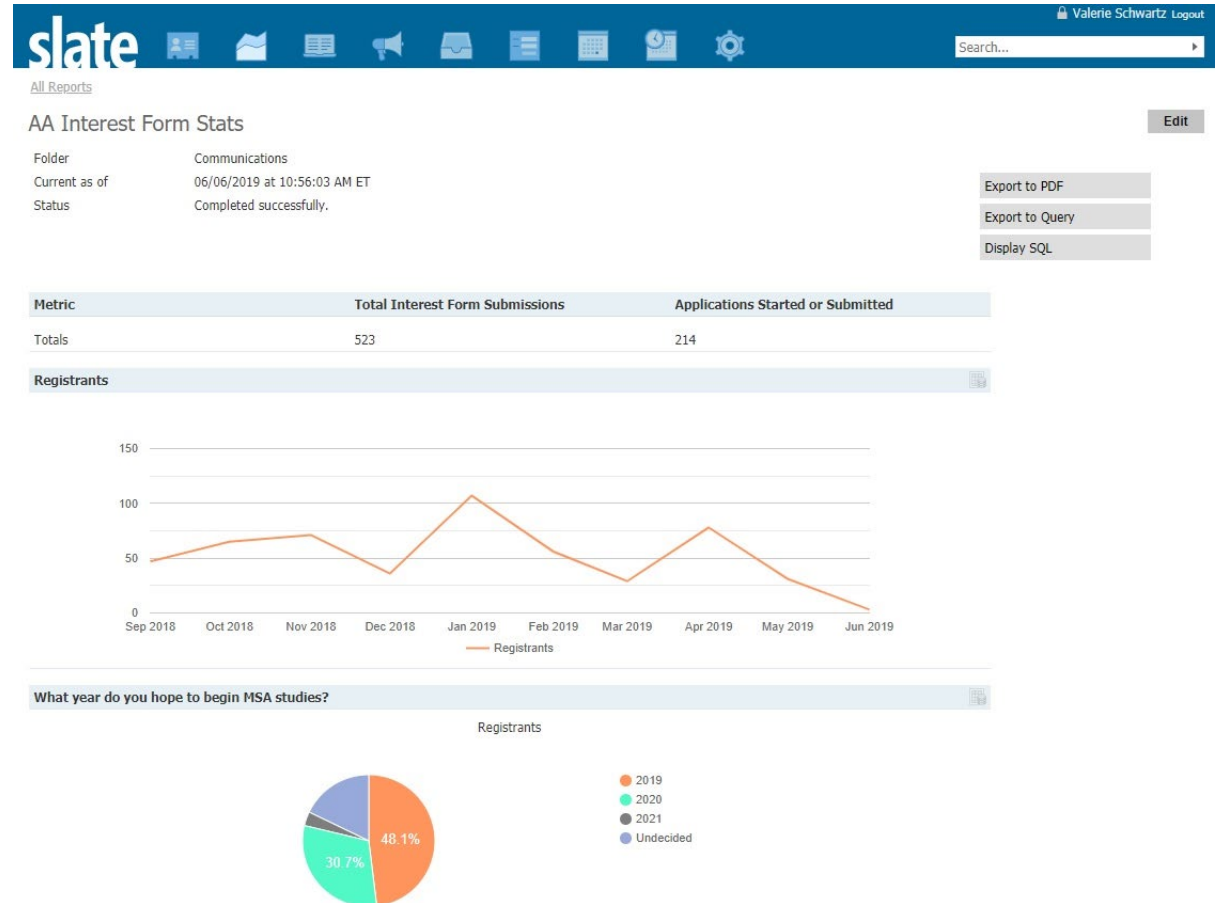 Valerie Schwartz Logout
slate
Search...
All Reports
AA Interest Form Stats
Edit
Folder Communications
Current as of 06/06/2019 at 10:56:03 AM ET
Status Completed successfully.
Export to PDF
Export to Query
Display SQL
Metric Total Interest Form Submissions Applications Started or Submitted
Totals 523 214
Registrants
150
100
50
0
Sep 2018 Oct 2018 Nov 2018 Dec 2018 Jan 2019 Feb 2019 Mar 2019 Apr 2019 May 2019 Jun 2019
Registrants
What year do you hope to begin MSA studies?
Registrants
2019
2020
2021
Undecided
48.1%
30.7%